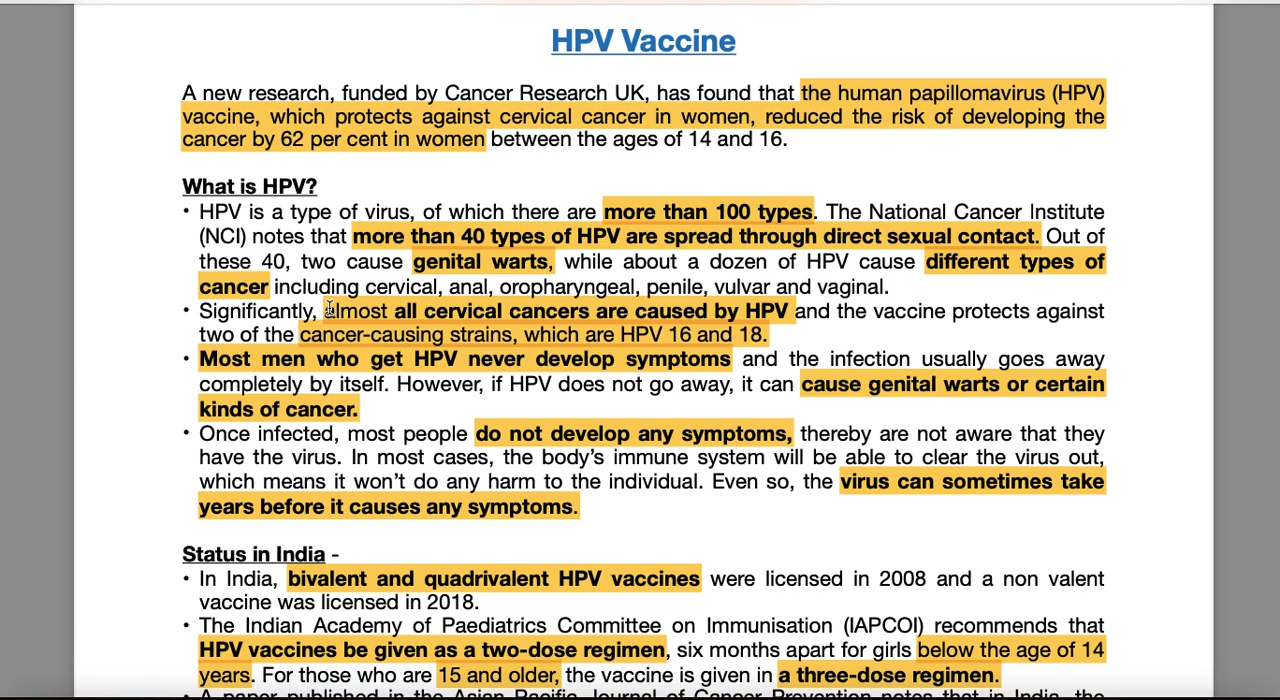 HPV Vaccine
A new research, funded by Cancer Research UK, has found that the human papillomavirus (HPV)
vaccine, which protects against cervical cancer in women, reduced the risk of developing the
cancer by 62 per cent in women between the ages of 14 and 16.
What is HPV?
• HPV is a type of virus, of which there are more than 100 types. The National Cancer Institute
(NCI) notes that more than 40 types of HPV are spread through direct sexual contact. Out of
these 40, two cause genital warts, while about a dozen of HPV cause different types of
cancer including cervical, anal, oropharyngeal, penile, vulvar and vaginal.
• Significantly, almost all cervical cancers are caused by HPV and the vaccine protects against
two of the cancer-causing strains, which are HPV 16 and 18.
• Most men who get HPV never develop symptoms and the infection usually goes away
completely by itself. However, if HPV does not go away, it can cause genital warts or certain
kinds of cancer.
• Once infected, most people do not develop any symptoms, thereby are not aware that they
have the virus. In most cases, the body’s immune system will be able to clear the virus out,
which means it won’t do any harm to the individual. Even so, the virus can sometimes take
years before it causes any symptoms.
Status in India -
• In India, bivalent and quadrivalent HPV vaccines were licensed in 2008 and a non valent
vaccine was licensed in 2018.
• The Indian Academy of Paediatrics Committee on Immunisation (IAPCOI) recommends that
HPV vaccines be given as a two-dose regimen, six months apart for girls below the age of 14
years. For those who are 15 and older, the vaccine is given in a three-dose regimen.
• A paper published in the Asian Pacific Journal of Cancer Prevention notes that in India, the